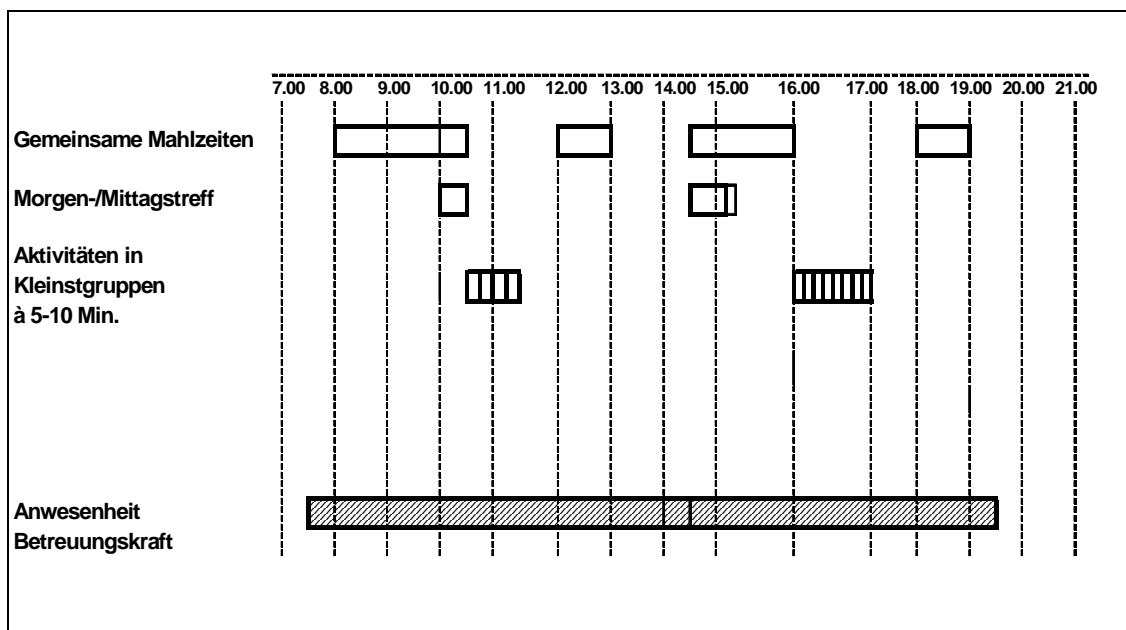 7.00 8.00 9.00 10.00 11.00 12.00 13.00 14.00 15.00 16.00 17.00 18.00 19.00 20.00 21.00
Gemeinsame Mahlzeiten
Morgen-/Mittagstreff
Aktivitäten in
Kleinstgruppen
à 5-10 Min.
Anwesenheit
Betreuungskraft